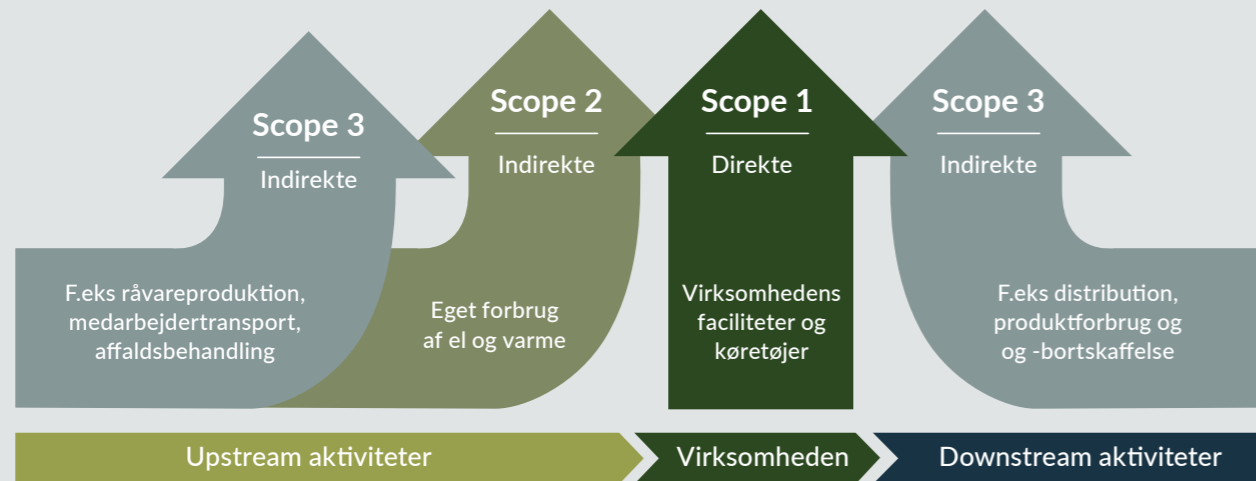 Scope 3
Indirekte
F.eks råvareproduktion,
medarbejdertransport,
affaldsbehandling
Scope 2
Indirekte
Eget forbrug
af el og varme
Scope 1
Direkte
Virksomhedens
faciliteter og
køretøjer
Scope 3
Indirekte
F.eks distribution,
produktforbrug og
og -bortskaffelse
Upstream aktiviteter
Virksomheden
Downstream aktiviteter